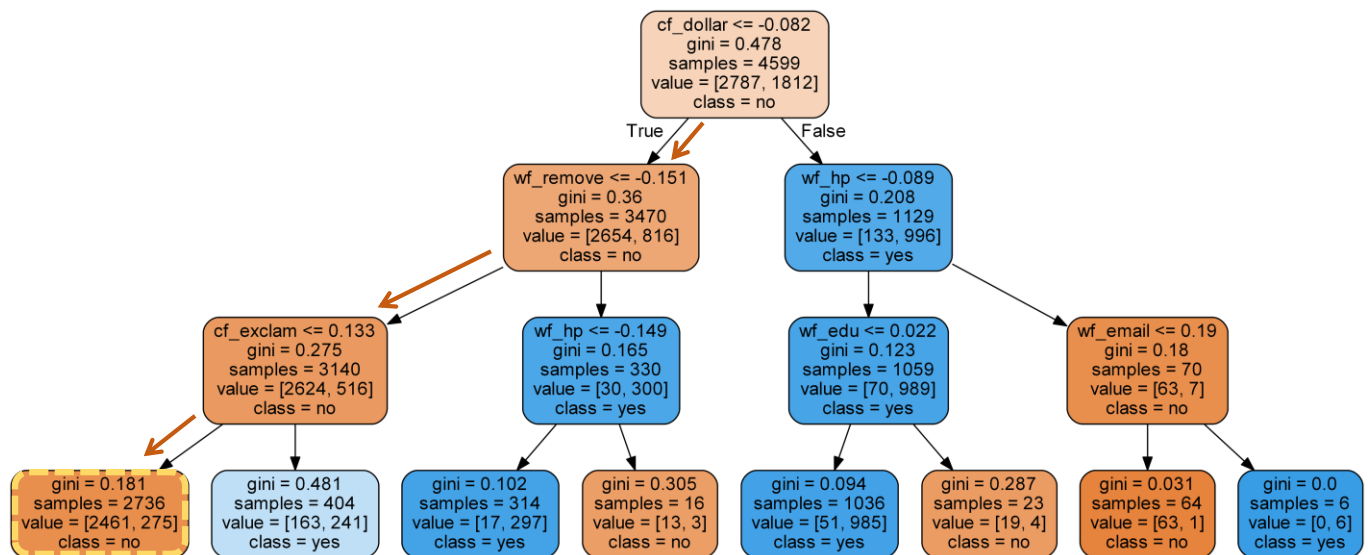 cf_dollar <= -0.082
gini = 0.478
samples = 4599
value = [2787, 1812]
class = no
True
False
wf_remove <= -0.151
gini = 0.36
samples = 3470
value = [2654, 816]
class = no
wf_hp <= -0.089
gini = 0.208
samples = 1129
value = [133, 996]
class = yes
cf_exclam <= 0.133
gini = 0.275
samples = 3140
value = [2624, 516]
class = no
wf_hp <= -0.149
gini = 0.165
samples = 330
value = [30, 300]
class = yes
wf_edu <= 0.022
gini = 0.123
samples = 1059
value = [70, 989]
class = yes
wf_email <= 0.19
gini = 0.18
samples = 70
value = [63, 7]
class = no
gini = 0.181
samples = 2736
value = [2461, 275]
class = no
gini = 0.481
samples = 404
value = [163, 241]
class = yes
gini = 0.102
samples = 314
value = [17, 297]
class = yes
gini = 0.305
samples = 16
value = [13, 3]
class = no
gini = 0.094
samples = 1036
value = [51, 985]
class = yes
gini = 0.287
samples = 23
value = [19, 4]
class = no
gini = 0.031
samples = 64
value = [63, 1]
class = no
gini = 0.0
samples = 6
value = [0, 6]
class = yes